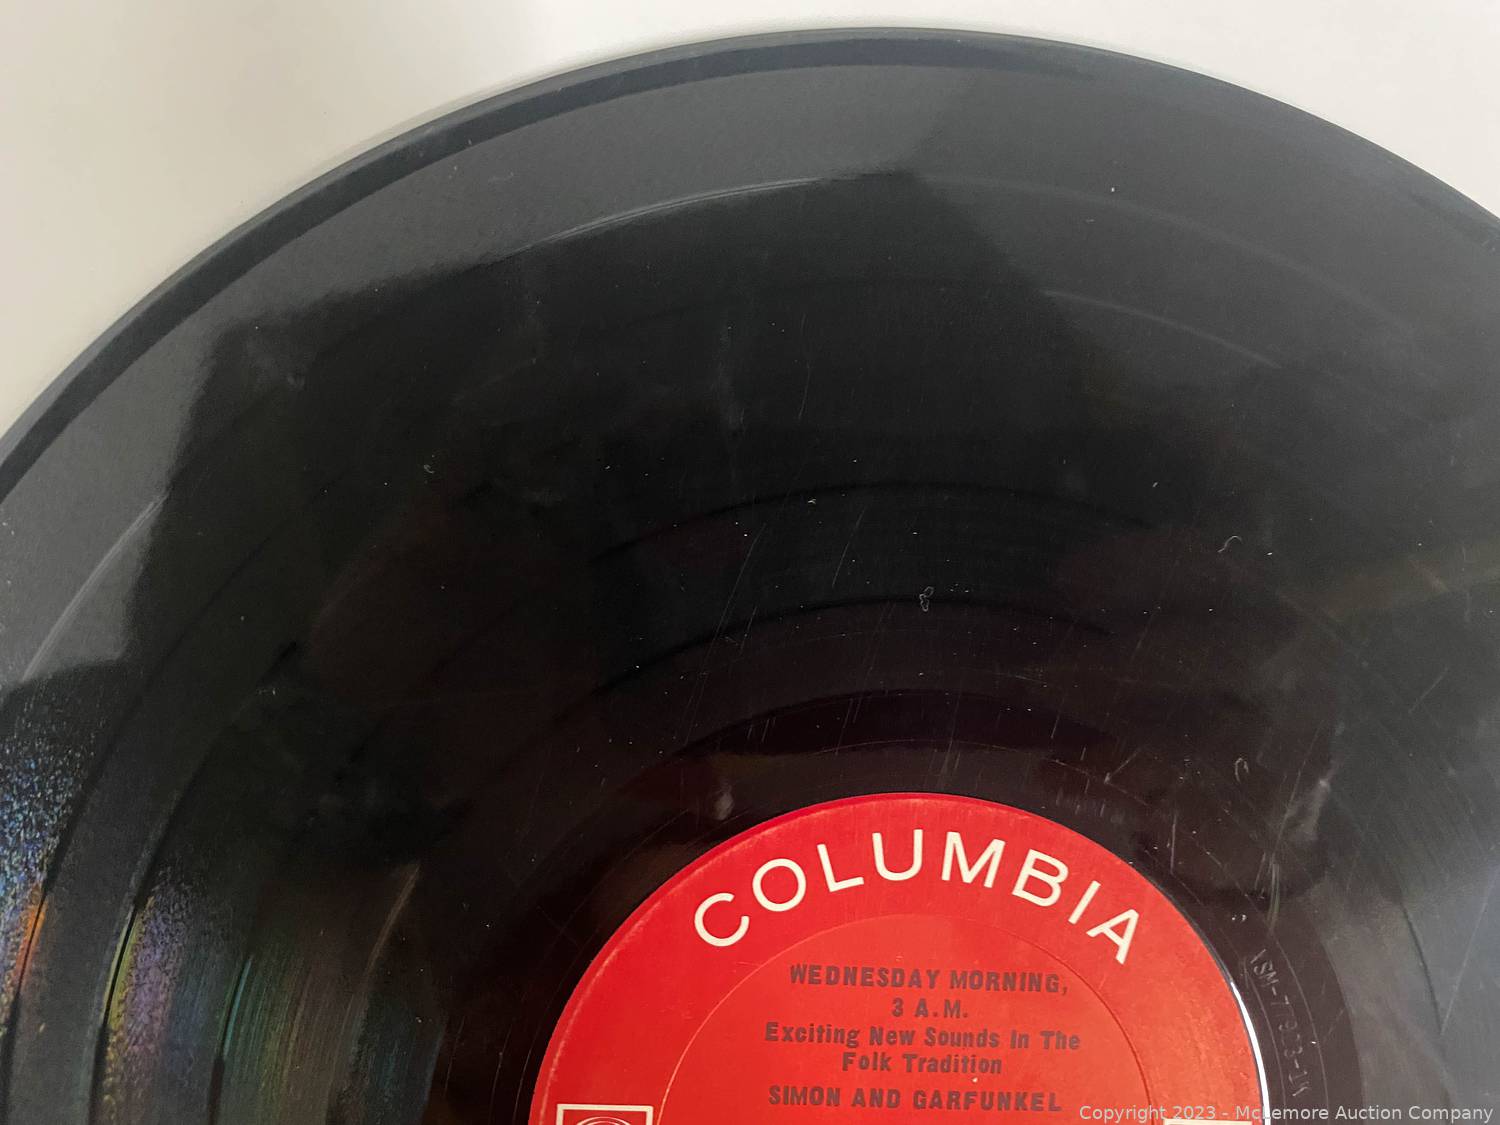 COLUMBIA
WEDNESDAY MORNING,
3 A.M.
Exciting New Sounds In The
Folk Tradition
SIMON AND GARFUNKEL
Copyright 2023 - McLemore Auction Company